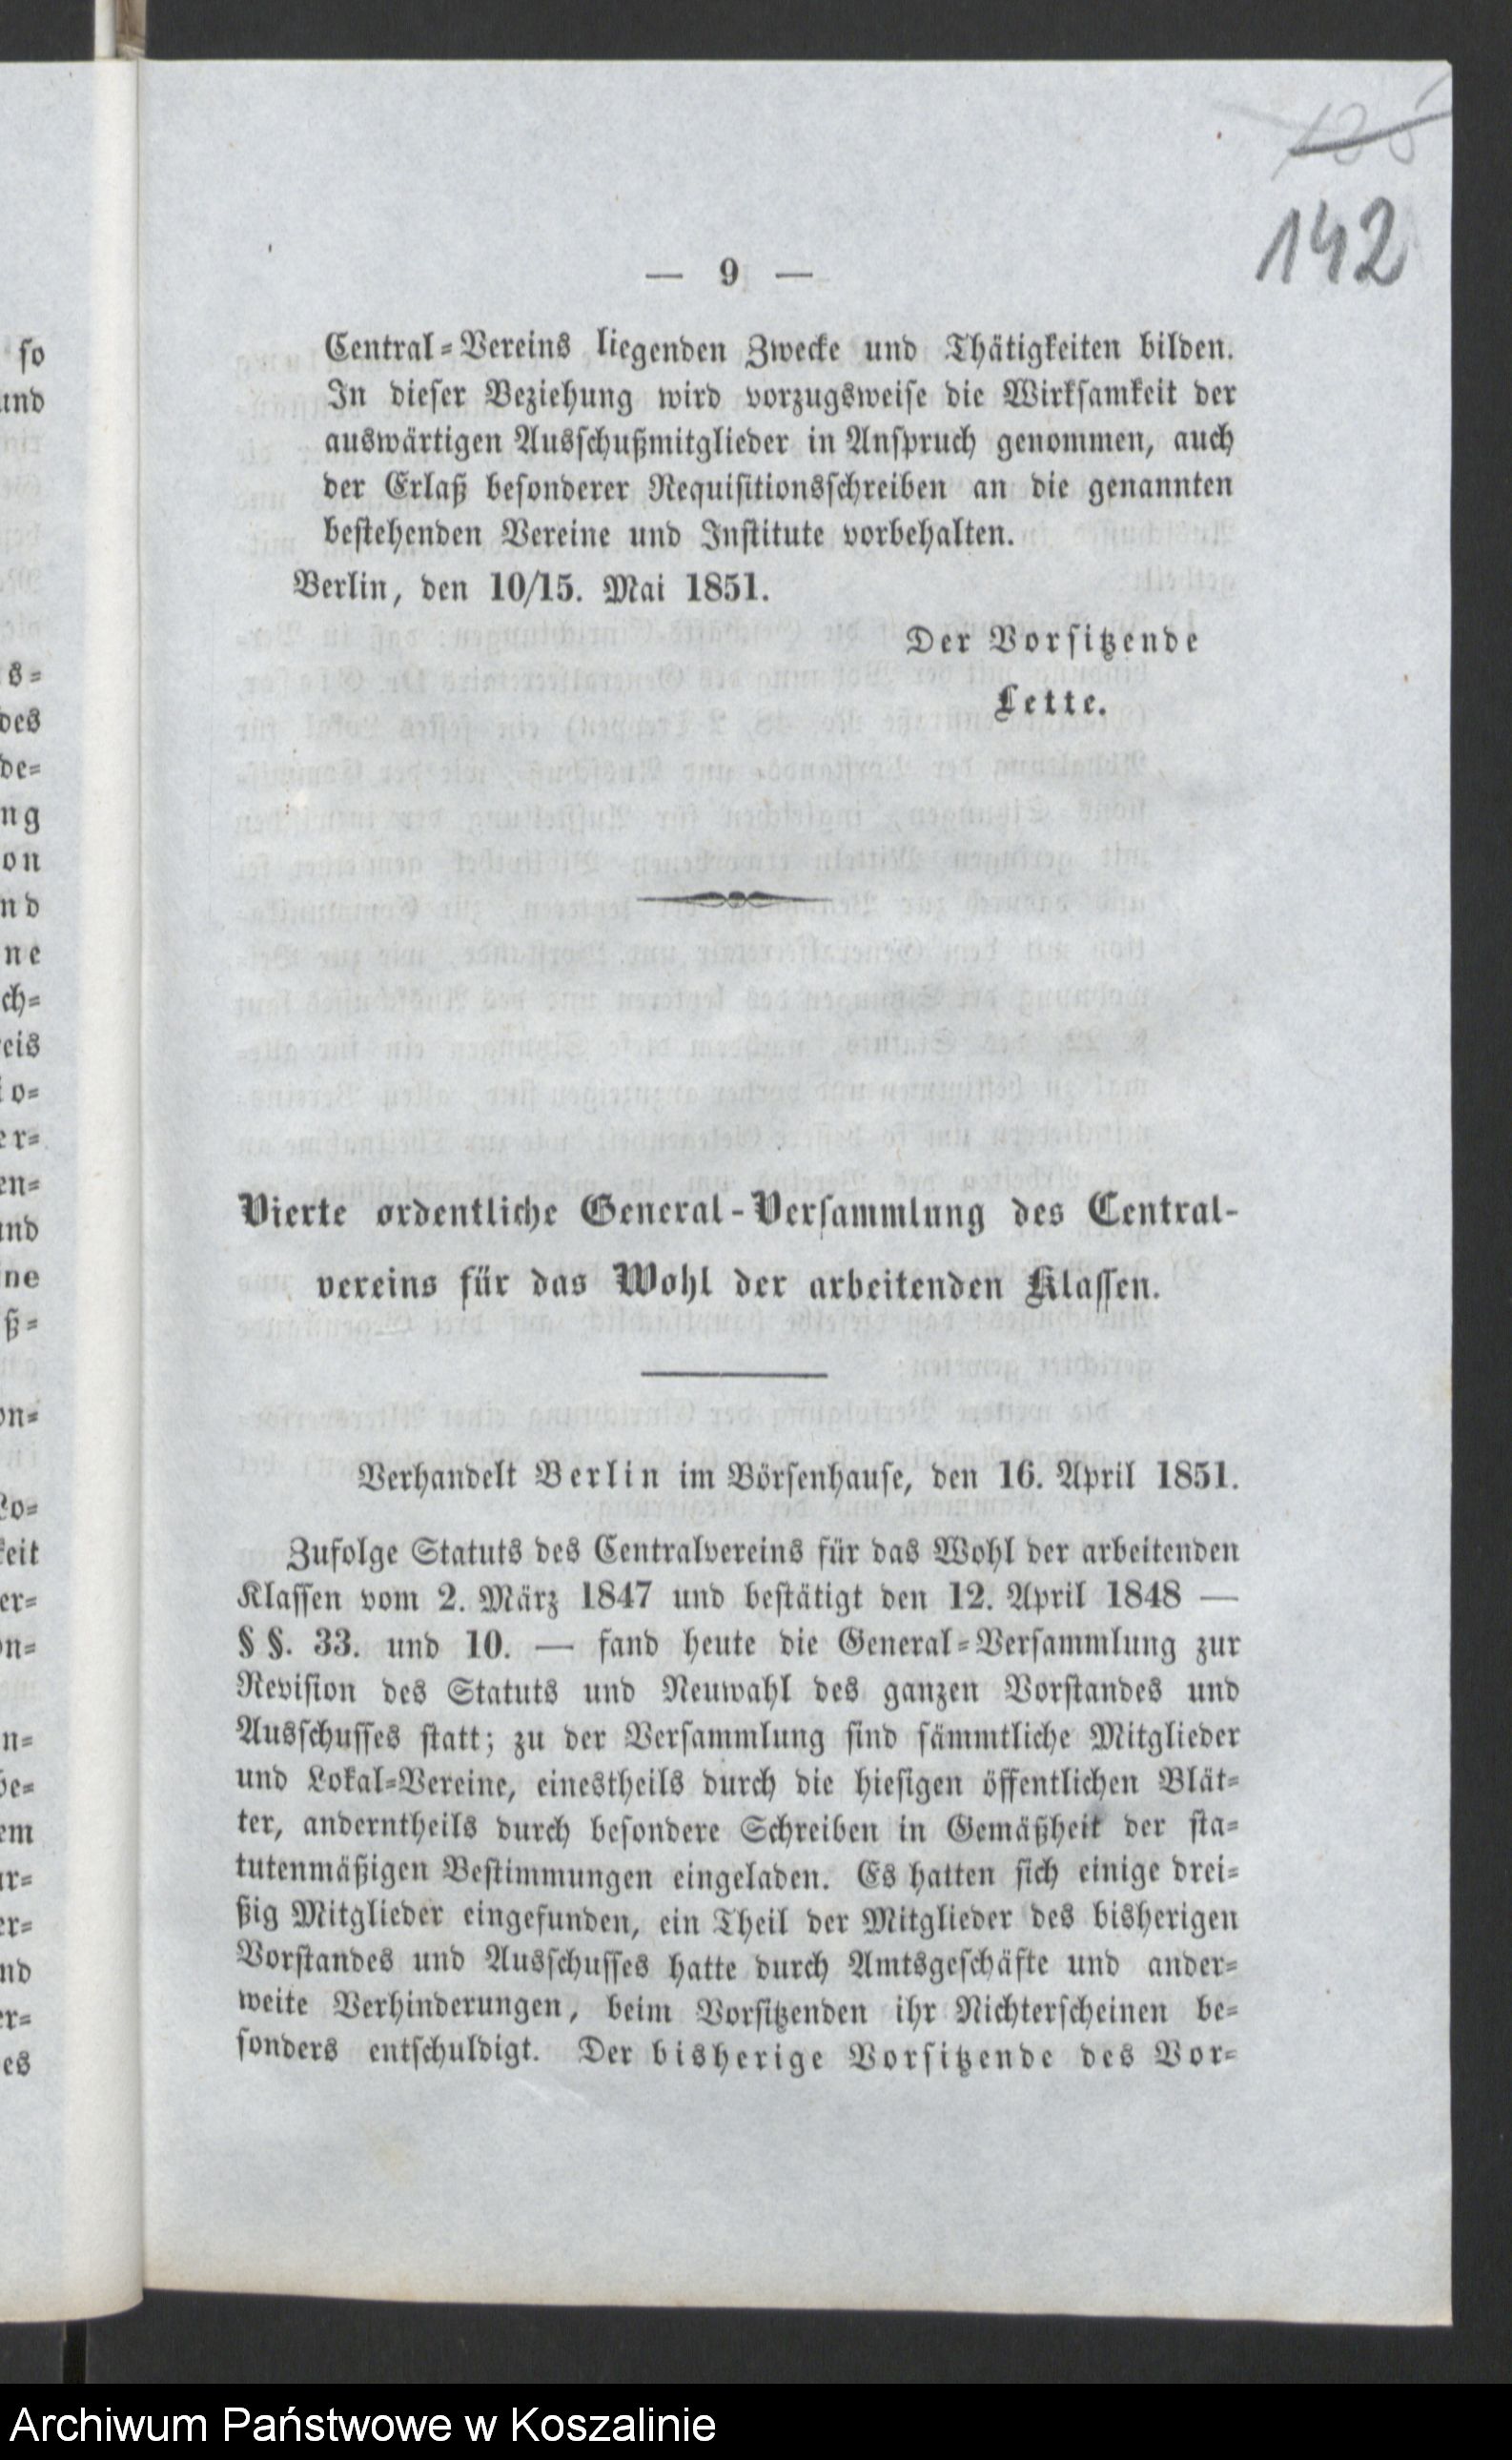 142
— 9 —
Central-Vereins liegenden Zwecke und Thätigkeiten bilden.
In dieser Beziehung wird vorzugsweise die Wirksamkeit der
auswärtigen Ausschußmitglieder in Anspruch genommen, auch
der Erlaß besonderer Requisitionsschreiben an die genannten
bestehenden Vereine und Institute vorbehalten.
Berlin, den 10/15. Mai 1851.
Der Vorsitzende
Lette.
Vierte ordentliche General-Versammlung des Central-
vereins für das Wohl der arbeitenden Klassen.
Verhandelt Berlin im Börsenhause, den 16. April 1851.
Zufolge Statuts des Centralvereins für das Wohl der arbeitenden
Klassen vom 2. März 1847 und bestätigt den 12. April 1848 —
§ §. 33. und 10. — fand heute die General-Versammlung zur
Revision des Statuts und Neuwahl des ganzen Vorstandes und
Ausschusses statt; zu der Versammlung sind sämmtliche Mitglieder
und Lokal-Vereine, einestheils durch die hiesigen öffentlichen Blät-
ter, anderntheils durch besondere Schreiben in Gemäßheit der sta-
tutenmäßigen Bestimmungen eingeladen. Es hatten sich einige drei-
ßig Mitglieder eingefunden, ein Theil der Mitglieder des bisherigen
Vorstandes und Ausschusses hatte durch Amtsgeschäfte und ander-
weite Verhinderungen, beim Vorsitzenden ihr Nichterscheinen be-
sonders entschuldigt. Der bisherige Vorsitzende des Vor-
Archiwum Państwowe w Koszalinie